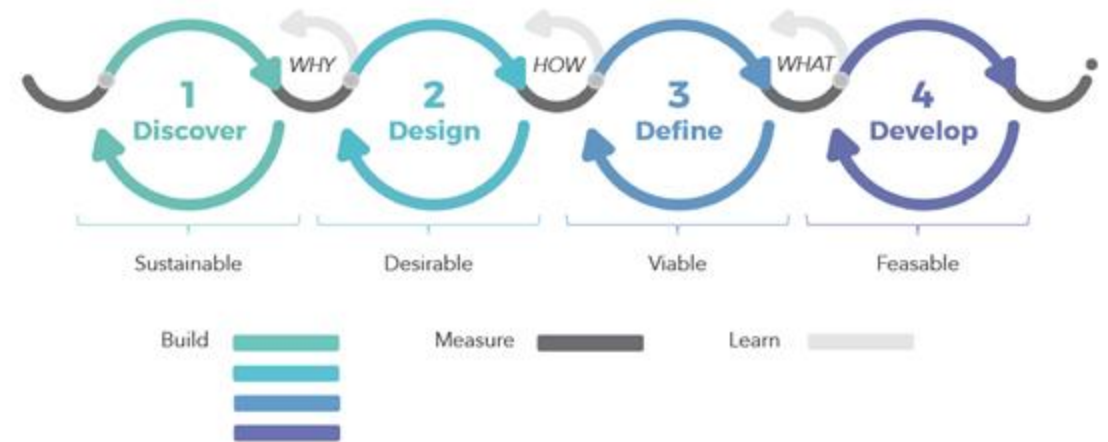 WHY
HOW
WHAT
1
Discover
2
Design
3
Define
4
Develop
Sustainable
Desirable
Viable
Feasable
Build
Measure
Learn